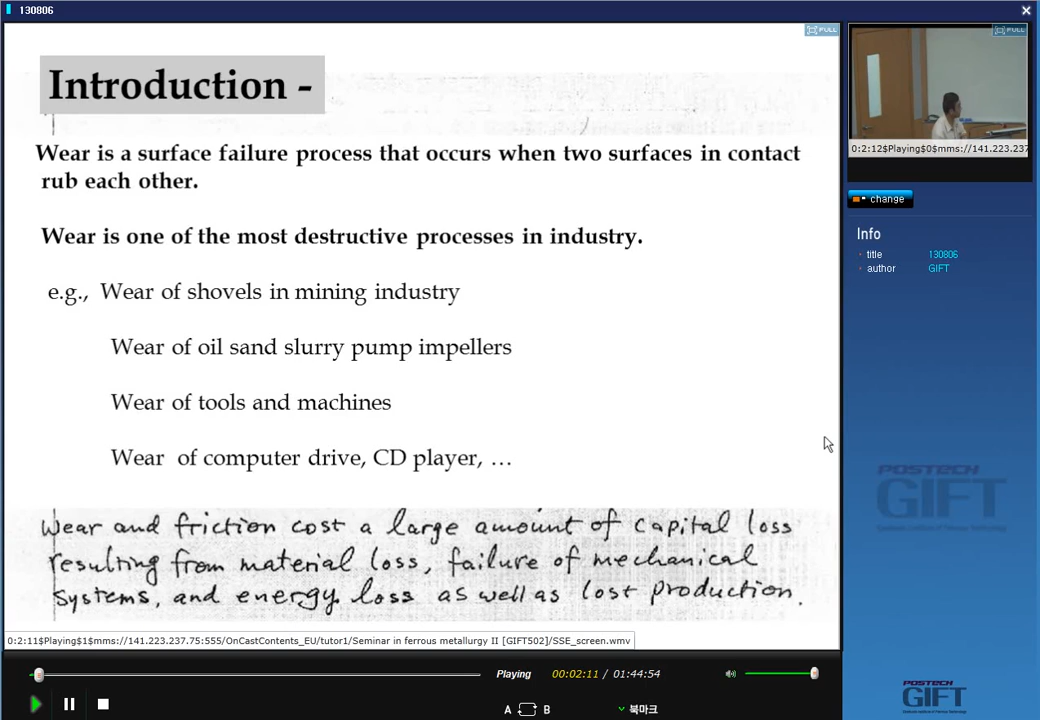 130806
FULL
Introduction -
Wear is a surface failure process that occurs when two surfaces in contact
rub each other.
Wear is one of the most destructive processes in industry.
e.g., Wear of shovels in mining industry
Wear of oil sand slurry pump impellers
Wear of tools and machines
Wear of computer drive, CD player, …
Wear and friction cost a large amount of capital loss
resulting from material loss, failure of mechanical
systems, and energy loss as well as lost production.
0:2:11$Playing$1$mms://141.223.237.75:555/OnCastContents_EU/tutor1/Seminar in ferrous metallurgy II [GIFT502]/SSE_screen.wmv
Playing 00:02:11 / 01:44:54
A B 북마크
FULL
0:2:12$Playing$0$mms://141.223.237
change
Info
title 130806
author GIFT
POSTECH
GIFT
POSTECH
GIFT